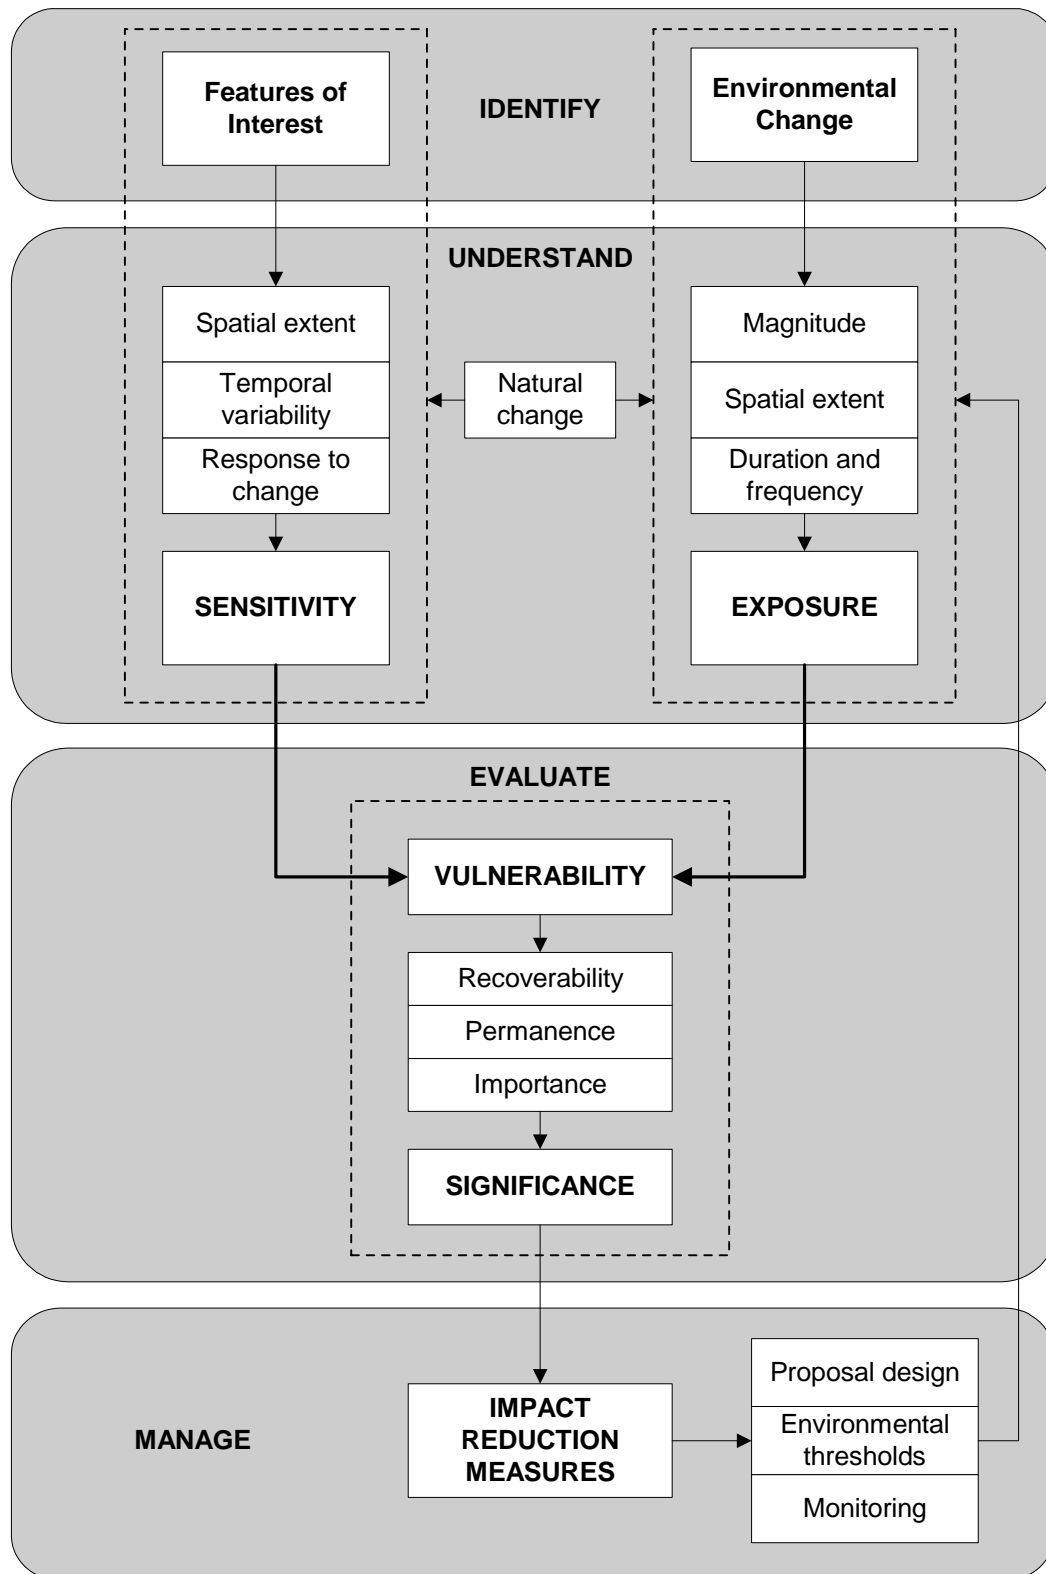 Features of
Interest
IDENTIFY
Environmental
Change
UNDERSTAND
Spatial extent
Temporal
variability
Response to
change
SENSITIVITY
Natural
change
Magnitude
Spatial extent
Duration and
frequency
EXPOSURE
EVALUATE
VULNERABILITY
Recoverability
Permanence
Importance
SIGNIFICANCE
MANAGE
IMPACT
REDUCTION
MEASURES
Proposal design
Environmental
thresholds
Monitoring